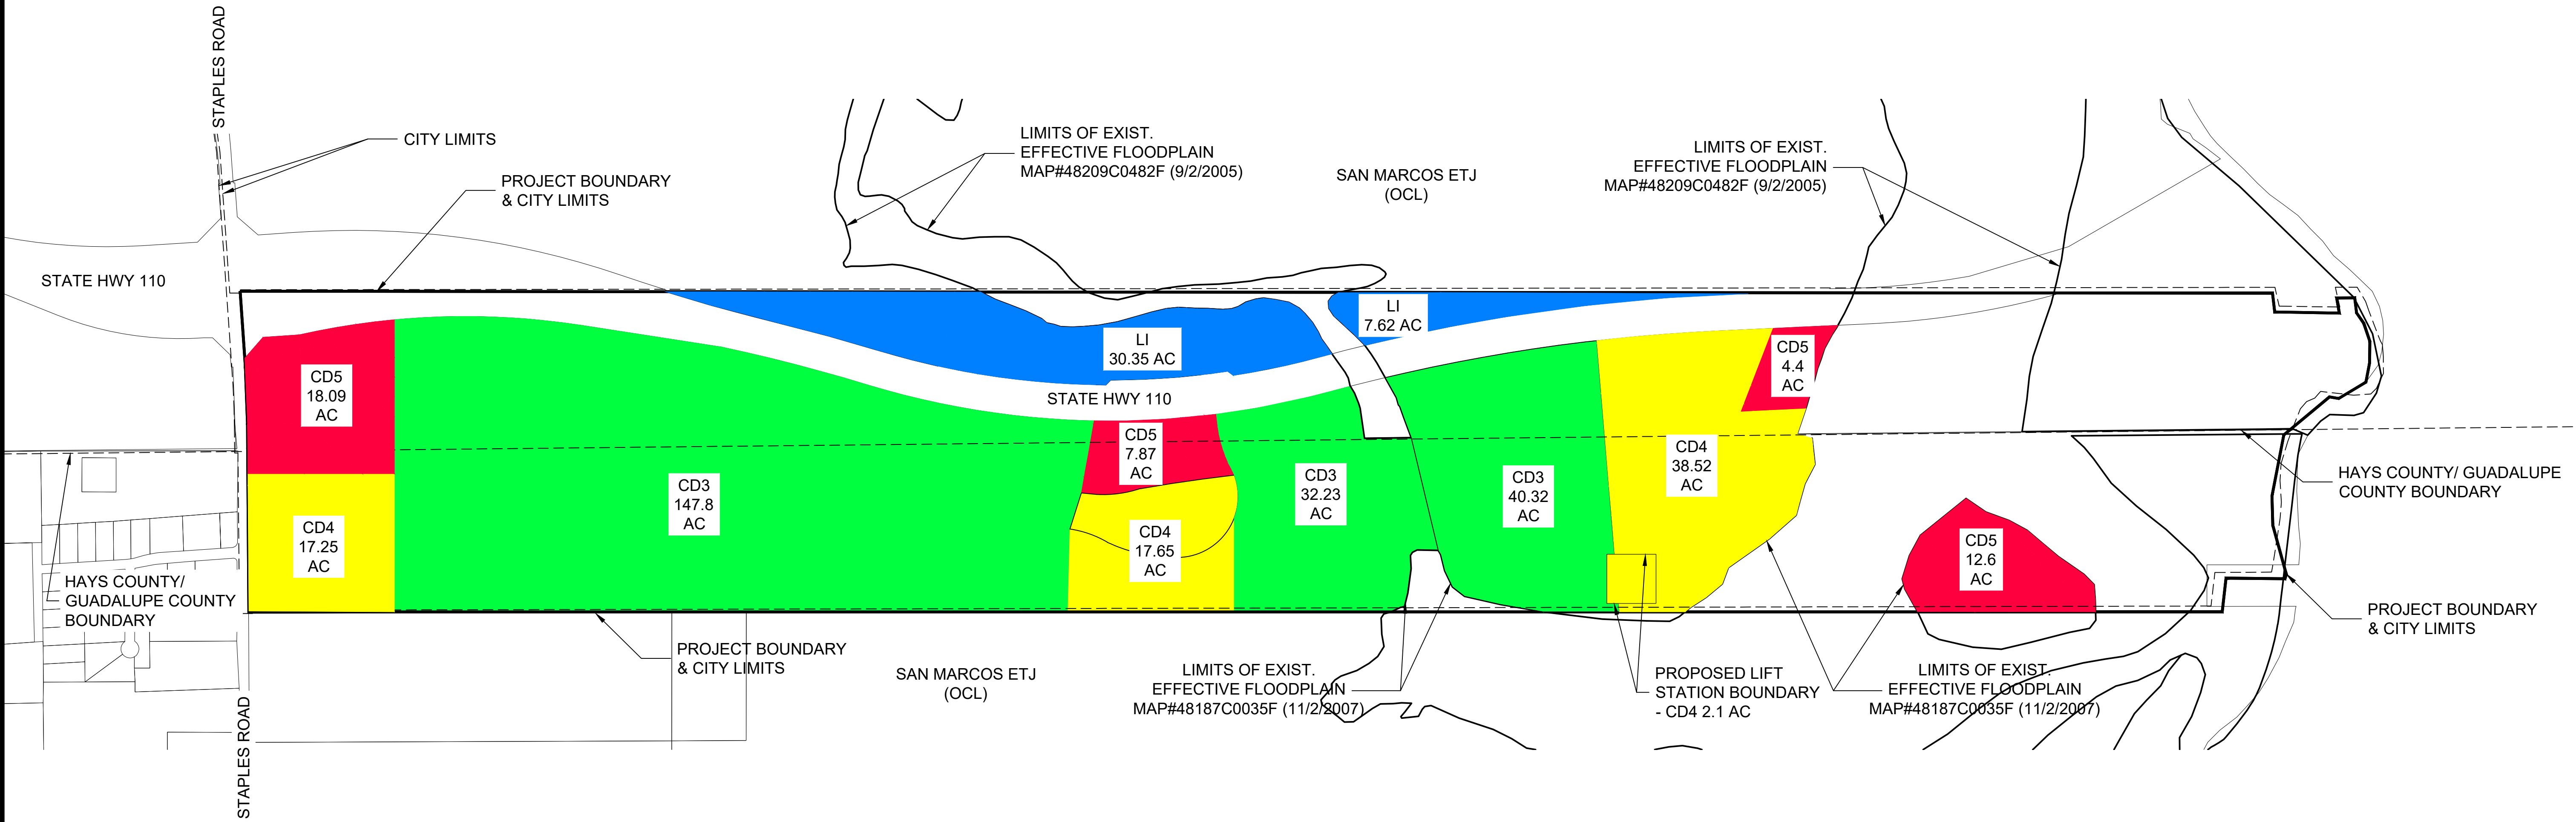 STAPLES ROAD
CITY LIMITS
PROJECT BOUNDARY
& CITY LIMITS
LIMITS OF EXIST.
EFFECTIVE FLOODPLAIN
MAP#48209C0482F (9/2/2005)
SAN MARCOS ETJ
(OCL)
LIMITS OF EXIST.
EFFECTIVE FLOODPLAIN
MAP#48209C0482F (9/2/2005)
STATE HWY 110
LI
30.35 AC
LI
7.62 AC
STATE HWY 110
CD5
18.09
AC
CD5
7.87
AC
CD5
4.4
AC
CD4
17.25
AC
CD3
147.8
AC
CD4
17.65
AC
CD3
32.23
AC
CD3
40.32
AC
CD4
38.52
AC
CD5
12.6
AC
HAYS COUNTY/ GUADALUPE
COUNTY BOUNDARY
HAYS COUNTY/
GUADALUPE COUNTY
BOUNDARY
PROJECT BOUNDARY
& CITY LIMITS
PROJECT BOUNDARY
& CITY LIMITS
SAN MARCOS ETJ
(OCL)
LIMITS OF EXIST.
EFFECTIVE FLOODPLAIN
MAP#48187C0035F (11/2/2007)
PROPOSED LIFT
STATION BOUNDARY
- CD4 2.1 AC
LIMITS OF EXIST.
EFFECTIVE FLOODPLAIN
MAP#48187C0035F (11/2/2007)
STAPLES ROAD